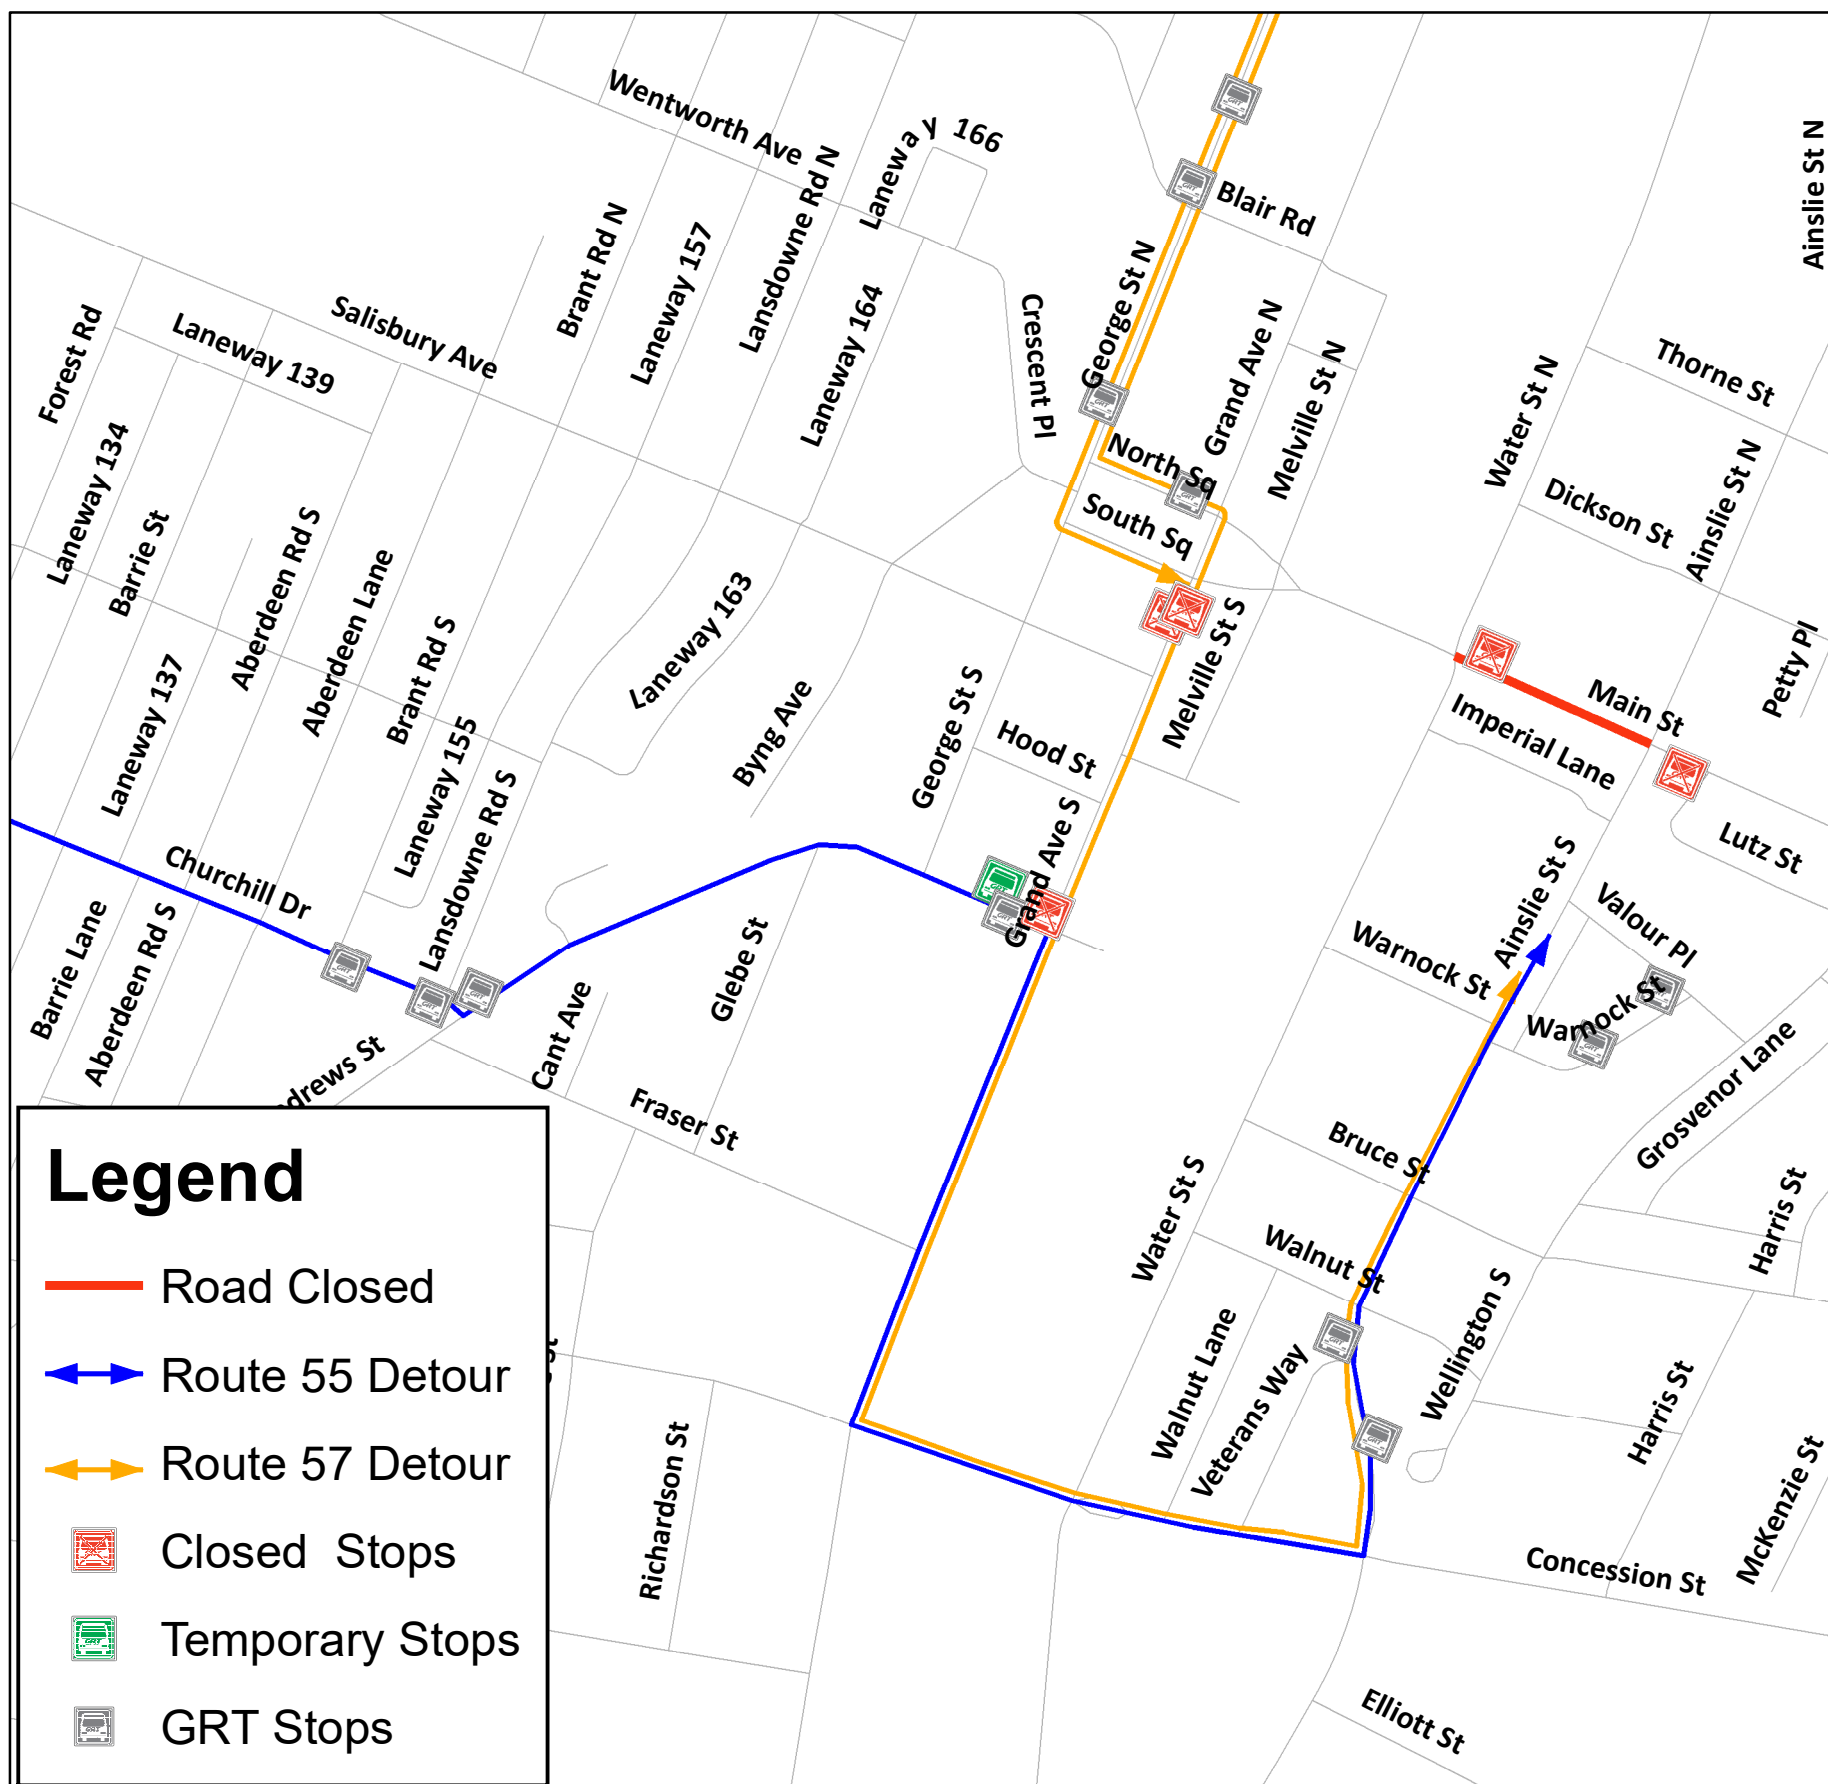 Wentworth Ave
Laneway 166
Ainslie St N
Blair Rd
Brant Rd N
Laneway 157
Lansdowne Rd N
Laneway 164
George St N
Crescent Pl
Grand Ave N
Melville St N
Forest Rd
Laneway 139
Salisbury Ave
Water St N
Thorne St
North Sq
South Sq
Dickson St
Ainslie St N
Laneway 134
Barrie St
Aberdeen Rd S
Aberdeen Lane
Brant Rd S
Laneway 163
Melville St S
Petty Pl
Laneway 137
Laneway 155
Byng Ave
George St S
Hood St
Main St
Imperial Lane
Lansdowne Rd S
Grand Ave S
Lutz St
Churchill Dr
Barrie Lane
Aberdeen Rd S
Glebe St
Ainslie St S
Valour Pl
Warnock St
Warnock St
Cant Ave
drews St
Fraser St
Grosvenor Lane
Bruce St
Water St S
Walnut St
Harris St
Walnut Lane
Veterans Way
Wellington S
Harris St
Richardson St
McKenzie St
Concession St
Elliott St
Legend
Road Closed
Route 55 Detour
Route 57 Detour
Closed  Stops
Temporary Stops
GRT Stops